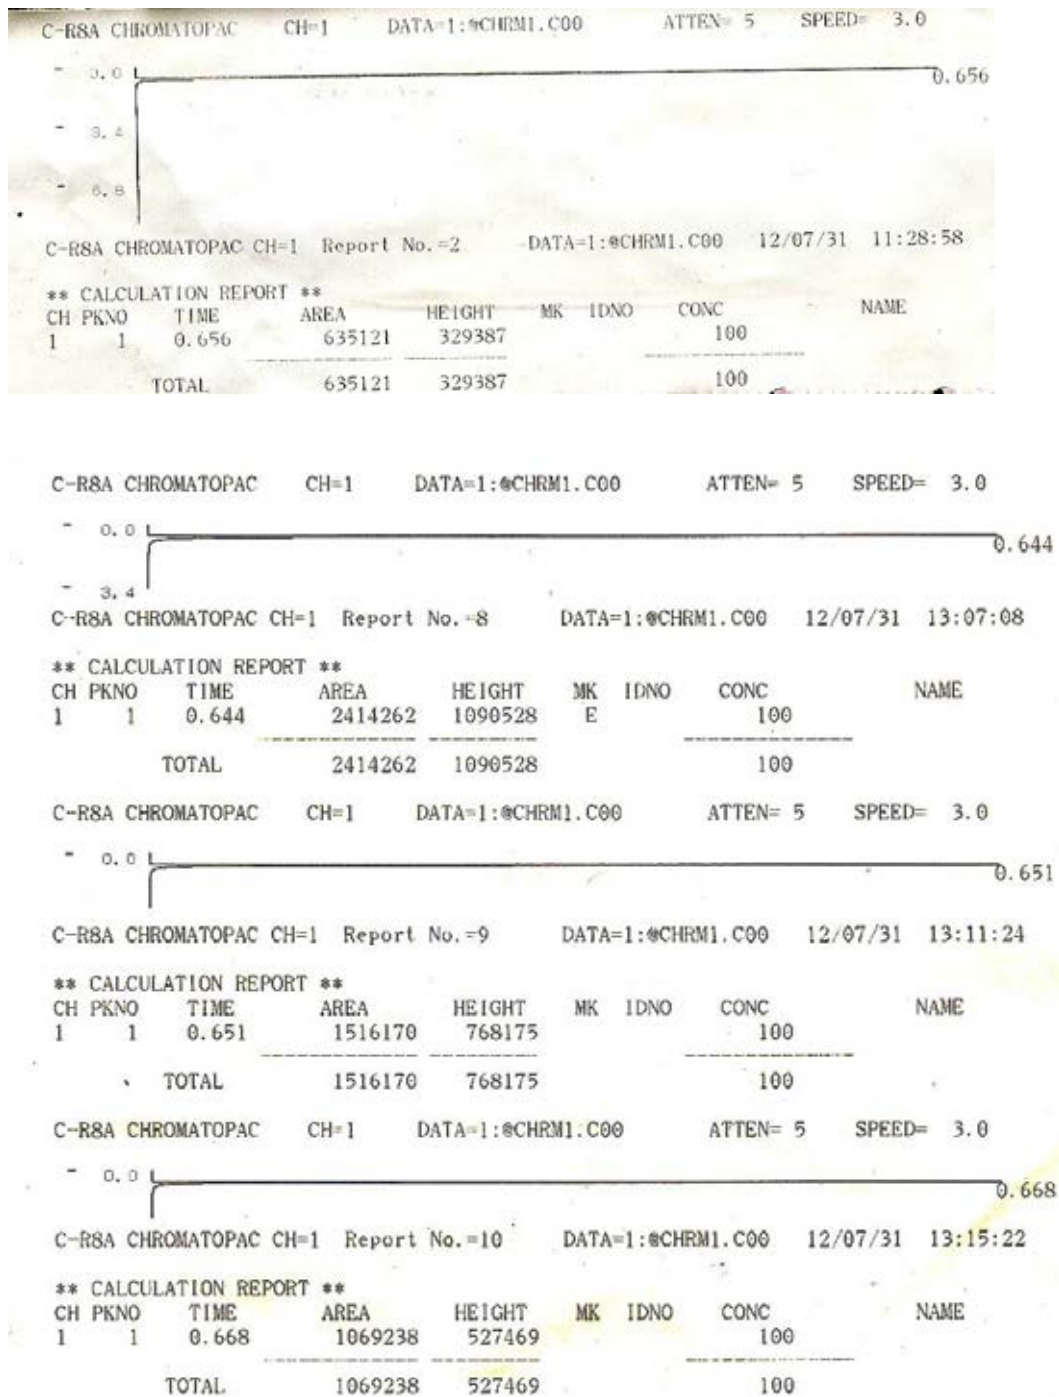 C-R8A CHROMATOPAC CH=1 DATA=1:@CHRM1.C00 ATTEN= 5 SPEED= 3.0
- 0.0
0.656
- 3.4
- 6.8
C-R8A CHROMATOPAC CH=1 Report No.=2 DATA=1:@CHRM1.C00 12/07/31 11:28:58
** CALCULATION REPORT **
CH PKNO TIME AREA HEIGHT MK IDNO CONC NAME
1 1 0.656 635121 329387 100
TOTAL 635121 329387 100
C-R8A CHROMATOPAC CH=1 DATA=1:@CHRM1.C00 ATTEN= 5 SPEED= 3.0
- 0.0
0.644
- 3.4
C-R8A CHROMATOPAC CH=1 Report No.=8 DATA=1:@CHRM1.C00 12/07/31 13:07:08
** CALCULATION REPORT **
CH PKNO TIME AREA HEIGHT MK IDNO CONC NAME
1 1 0.644 2414262 1090528 E 100
TOTAL 2414262 1090528 100
C-R8A CHROMATOPAC CH=1 DATA=1:@CHRM1.C00 ATTEN= 5 SPEED= 3.0
- 0.0
0.651
C-R8A CHROMATOPAC CH=1 Report No.=9 DATA=1:@CHRM1.C00 12/07/31 13:11:24
** CALCULATION REPORT **
CH PKNO TIME AREA HEIGHT MK IDNO CONC NAME
1 1 0.651 1516170 768175 100
TOTAL 1516170 768175 100
C-R8A CHROMATOPAC CH=1 DATA=1:@CHRM1.C00 ATTEN= 5 SPEED= 3.0
- 0.0
0.668
C-R8A CHROMATOPAC CH=1 Report No.=10 DATA=1:@CHRM1.C00 12/07/31 13:15:22
** CALCULATION REPORT **
CH PKNO TIME AREA HEIGHT MK IDNO CONC NAME
1 1 0.668 1069238 527469 100
TOTAL 1069238 527469 100